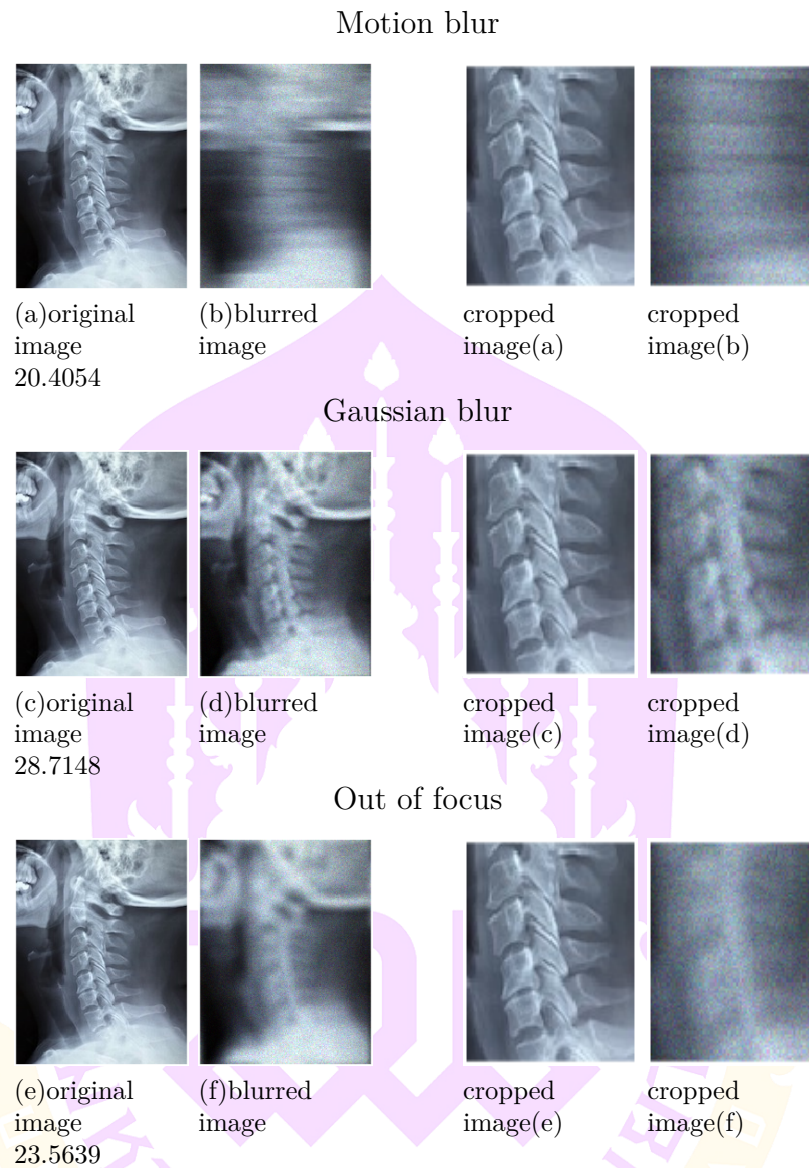 Motion blur
(a)original image 20.4054
(b)blurred image
cropped image(a)
cropped image(b)
Gaussian blur
(c)original image 28.7148
(d)blurred image
cropped image(c)
cropped image(d)
Out of focus
(e)original image 23.5639
(f)blurred image
cropped image(e)
cropped image(f)